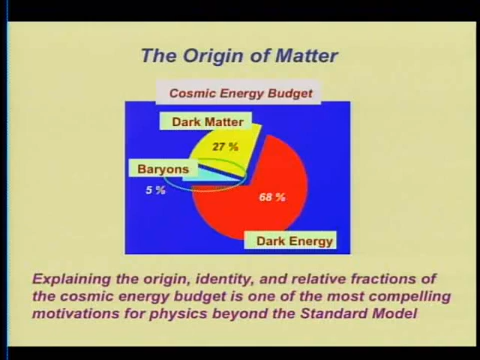 The Origin of Matter
Cosmic Energy Budget
Dark Matter
27 %
Baryons
5 %
68 %
Dark Energy
Explaining the origin, identity, and relative fractions of
the cosmic energy budget is one of the most compelling
motivations for physics beyond the Standard Model